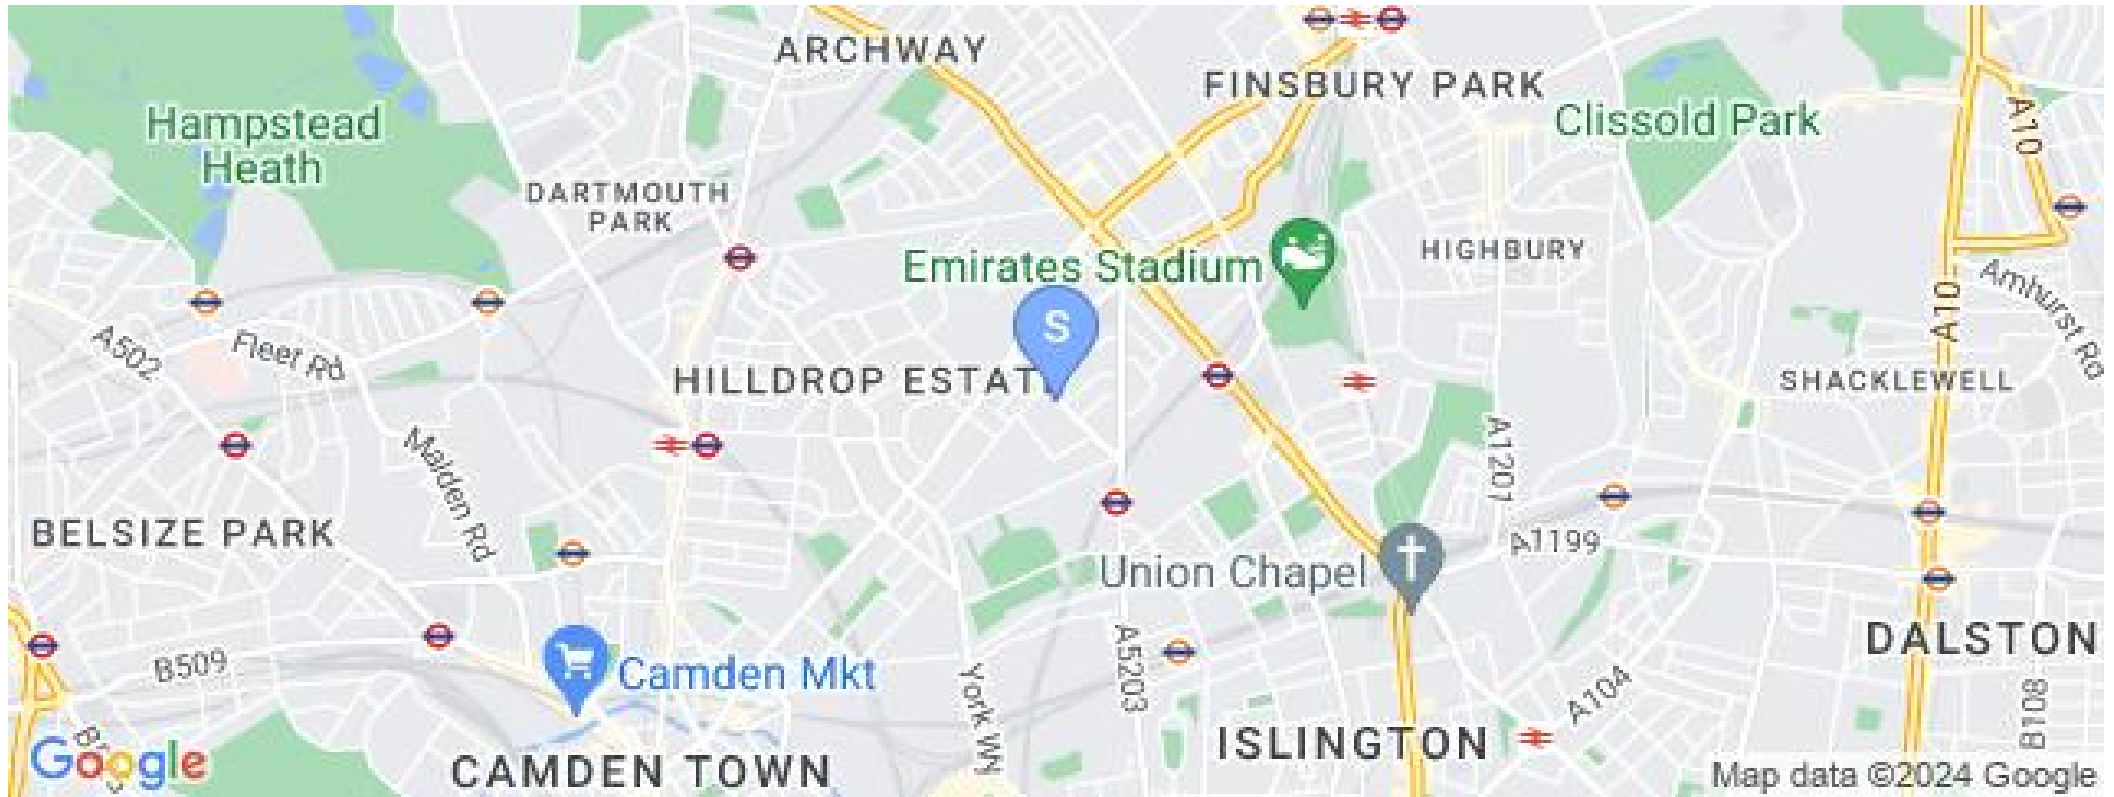 ARCHWAY
FINSBURY PARK
Hampstead
Heath
Clissold Park
A10
DARTMOUTH
PARK
HIGHBURY
Emirates Stadium
Amhurst Rd
A10
S
A502
Fleet Rd
HILLDROP ESTAT
SHACKLEWELL
Malden Rd
A1201
BELSIZE PARK
A1199
Union Chapel
DALSTON
B509
Camden Mkt
A5203
York Wy
A104
B108
ISLINGTON
Google
CAMDEN TOWN
Map data ©2024 Google